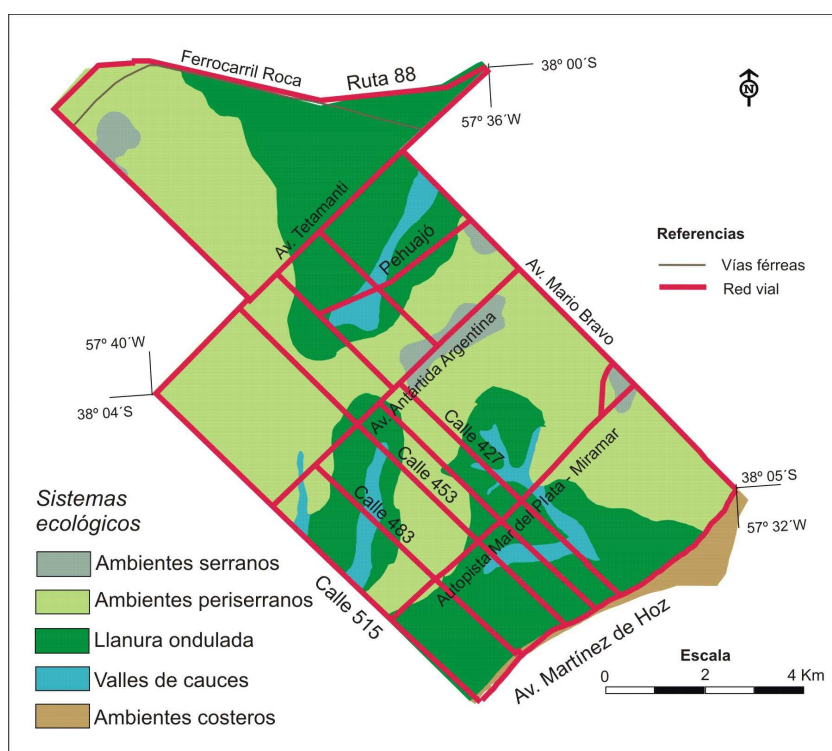 Ferrocarril Roca
Ruta 88
38º 00´S
57º 36´W
N
Av. Tetamanti
Pehuajó
Av. Mario Bravo
Referencias
Vías férreas
Red vial
57º 40´W
38º 04´S
Av. Antártida Argentina
Calle 427
Calle 453
Calle 483
Autopista Mar del Plata - Miramar
38º 05´S
57º 32´W
Calle 515
Av. Martínez de Hoz
Sistemas
ecológicos
Ambientes serranos
Ambientes periserranos
Llanura ondulada
Valles de cauces
Ambientes costeros
Escala
0 2 4 Km